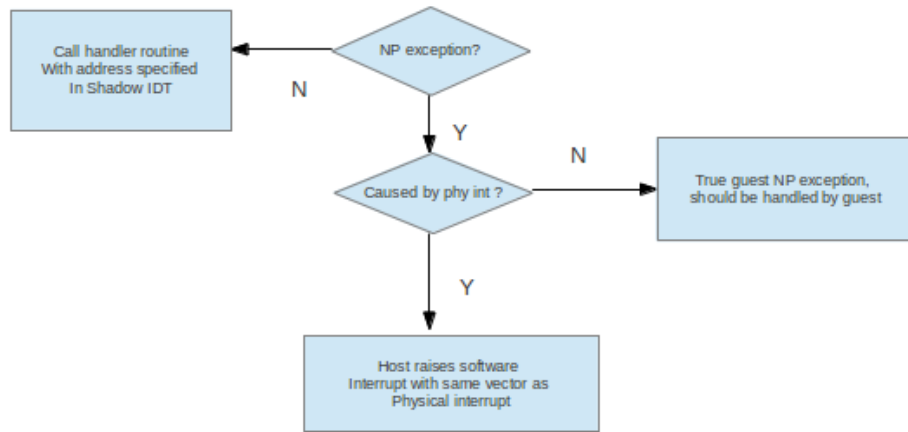 NP exception?
Call handler routine
With address specified
In Shadow IDT
N
Y
Caused by phy int ?
N
True guest NP exception,
should be handled by guest
Y
Host raises software
Interrupt with same vector as
Physical interrupt